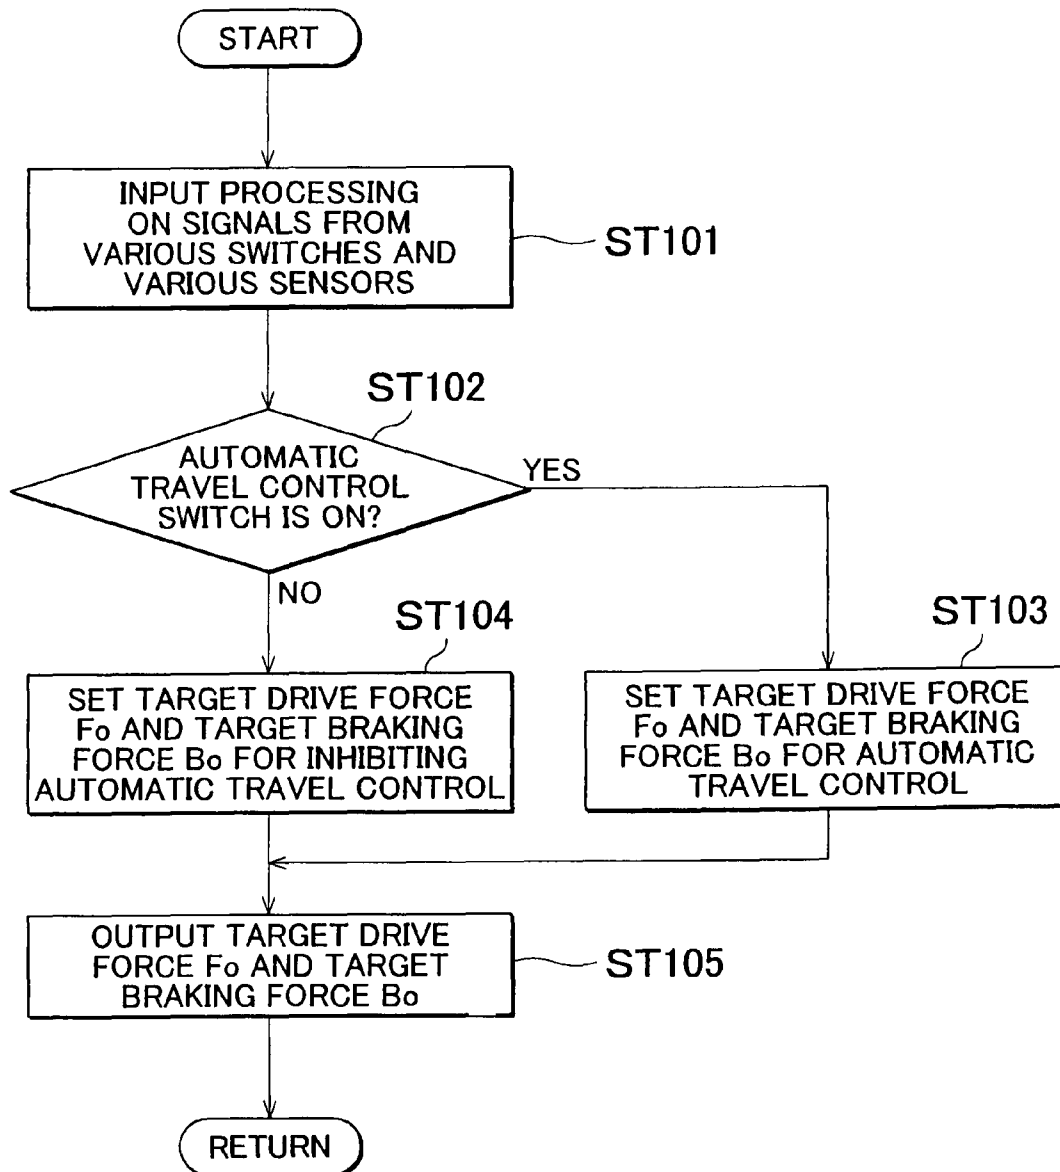 START
INPUT PROCESSING
ON SIGNALS FROM
VARIOUS SWITCHES AND
VARIOUS SENSORS
ST101
ST102
AUTOMATIC
TRAVEL CONTROL
SWITCH IS ON?
YES
NO
ST104
SET TARGET DRIVE FORCE
Fo AND TARGET BRAKING
FORCE Bo FOR INHIBITING
AUTOMATIC TRAVEL CONTROL
ST103
SET TARGET DRIVE FORCE
Fo AND TARGET BRAKING
FORCE Bo FOR AUTOMATIC
TRAVEL CONTROL
OUTPUT TARGET DRIVE
FORCE Fo AND TARGET
BRAKING FORCE Bo
ST105
RETURN